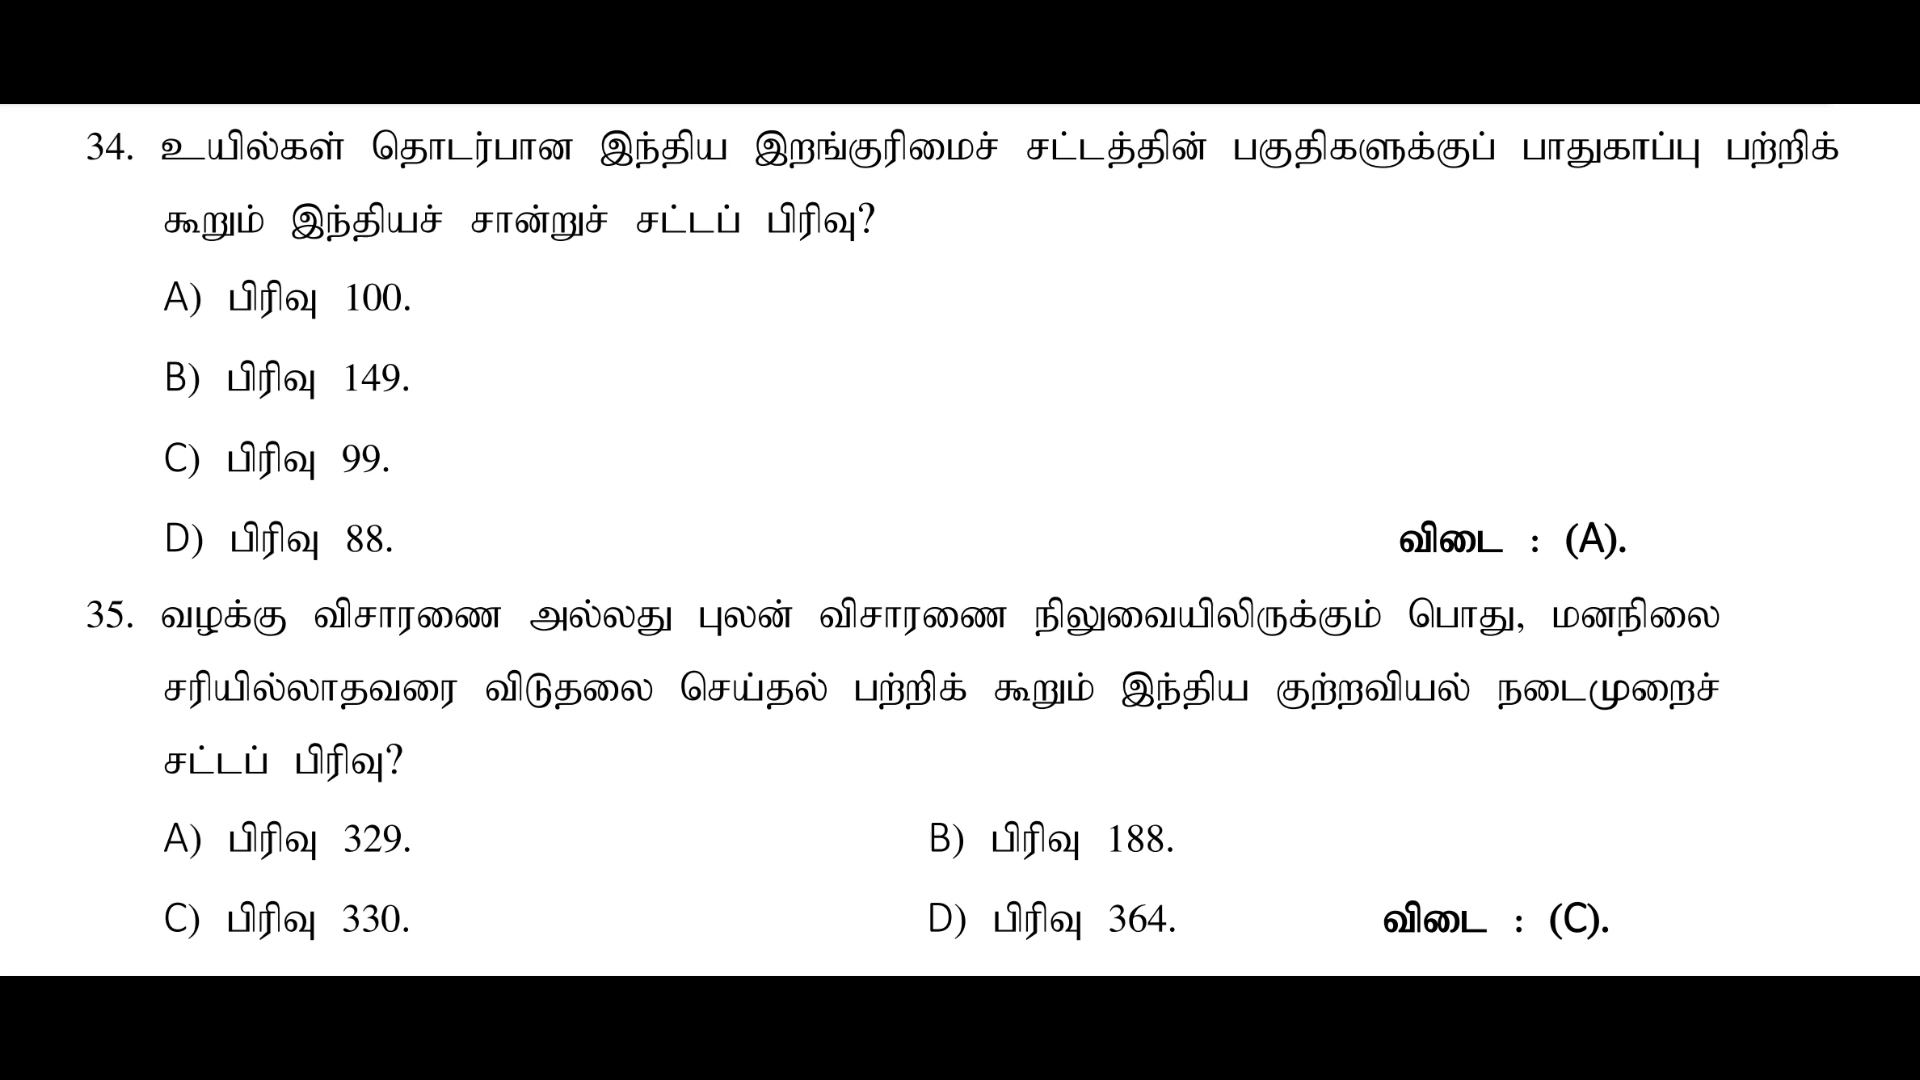 34. உயில்கள் தொடர்பான இந்திய இறங்குரிமைச் சட்டத்தின் பகுதிகளுக்குப் பாதுகாப்பு பற்றிக்
கூறும் இந்தியச் சான்றுச் சட்டப் பிரிவு?
A) பிரிவு 100.
B) பிரிவு 149.
C) பிரிவு 99.
D) பிரிவு 88. விடை : (A).
35. வழக்கு விசாரணை அல்லது புலன் விசாரணை நிலுவையிலிருக்கும் பொது, மனநிலை
சரியில்லாதவரை விடுதலை செய்தல் பற்றிக் கூறும் இந்திய குற்றவியல் நடைமுறைச்
சட்டப் பிரிவு?
A) பிரிவு 329. B) பிரிவு 188.
C) பிரிவு 330. D) பிரிவு 364. விடை : (C).